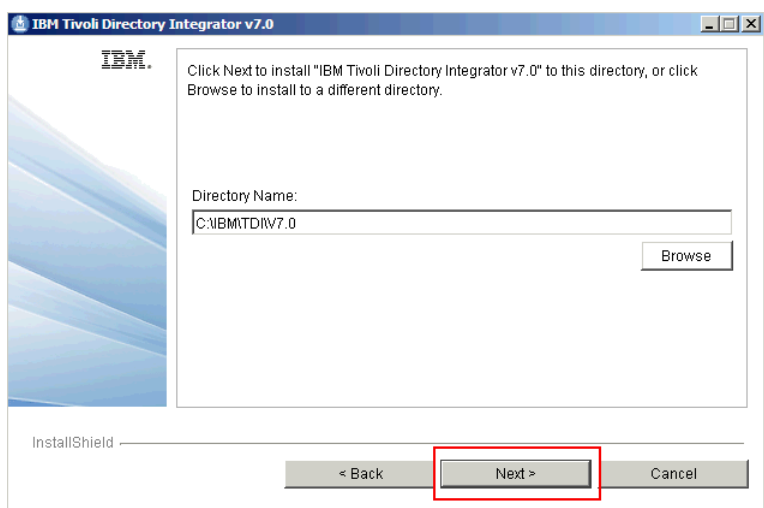 IBM Tivoli Directory Integrator v7.0
IBM.
Click Next to install "IBM Tivoli Directory Integrator v7.0" to this directory, or click
Browse to install to a different directory.
Directory Name:
C:\IBM\TDI\V7.0
Browse
InstallShield
< Back
Next >
Cancel